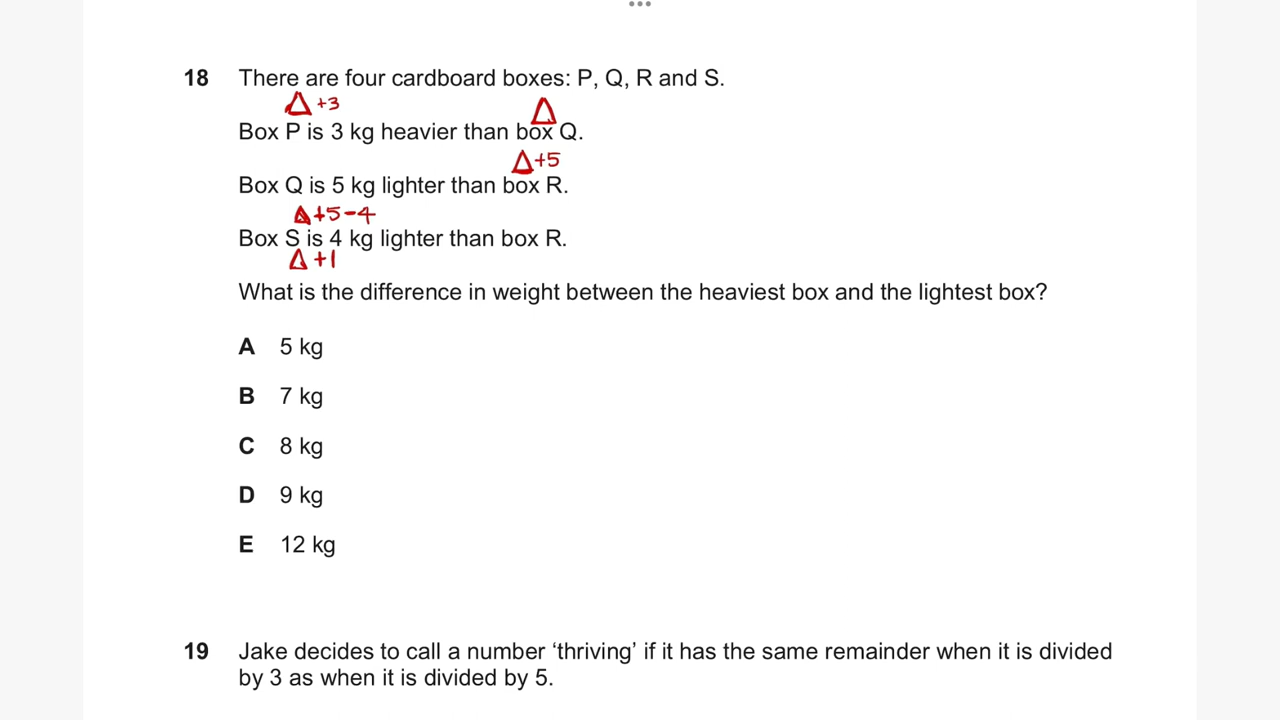 18 There are four cardboard boxes: P, Q, R and S.
Δ +3 Δ
Box P is 3 kg heavier than box Q.
Δ+5
Box Q is 5 kg lighter than box R.
Δ+5-4
Box S is 4 kg lighter than box R.
Δ +1
What is the difference in weight between the heaviest box and the lightest box?
A 5 kg
B 7 kg
C 8 kg
D 9 kg
E 12 kg
19 Jake decides to call a number ‘thriving’ if it has the same remainder when it is divided
by 3 as when it is divided by 5.